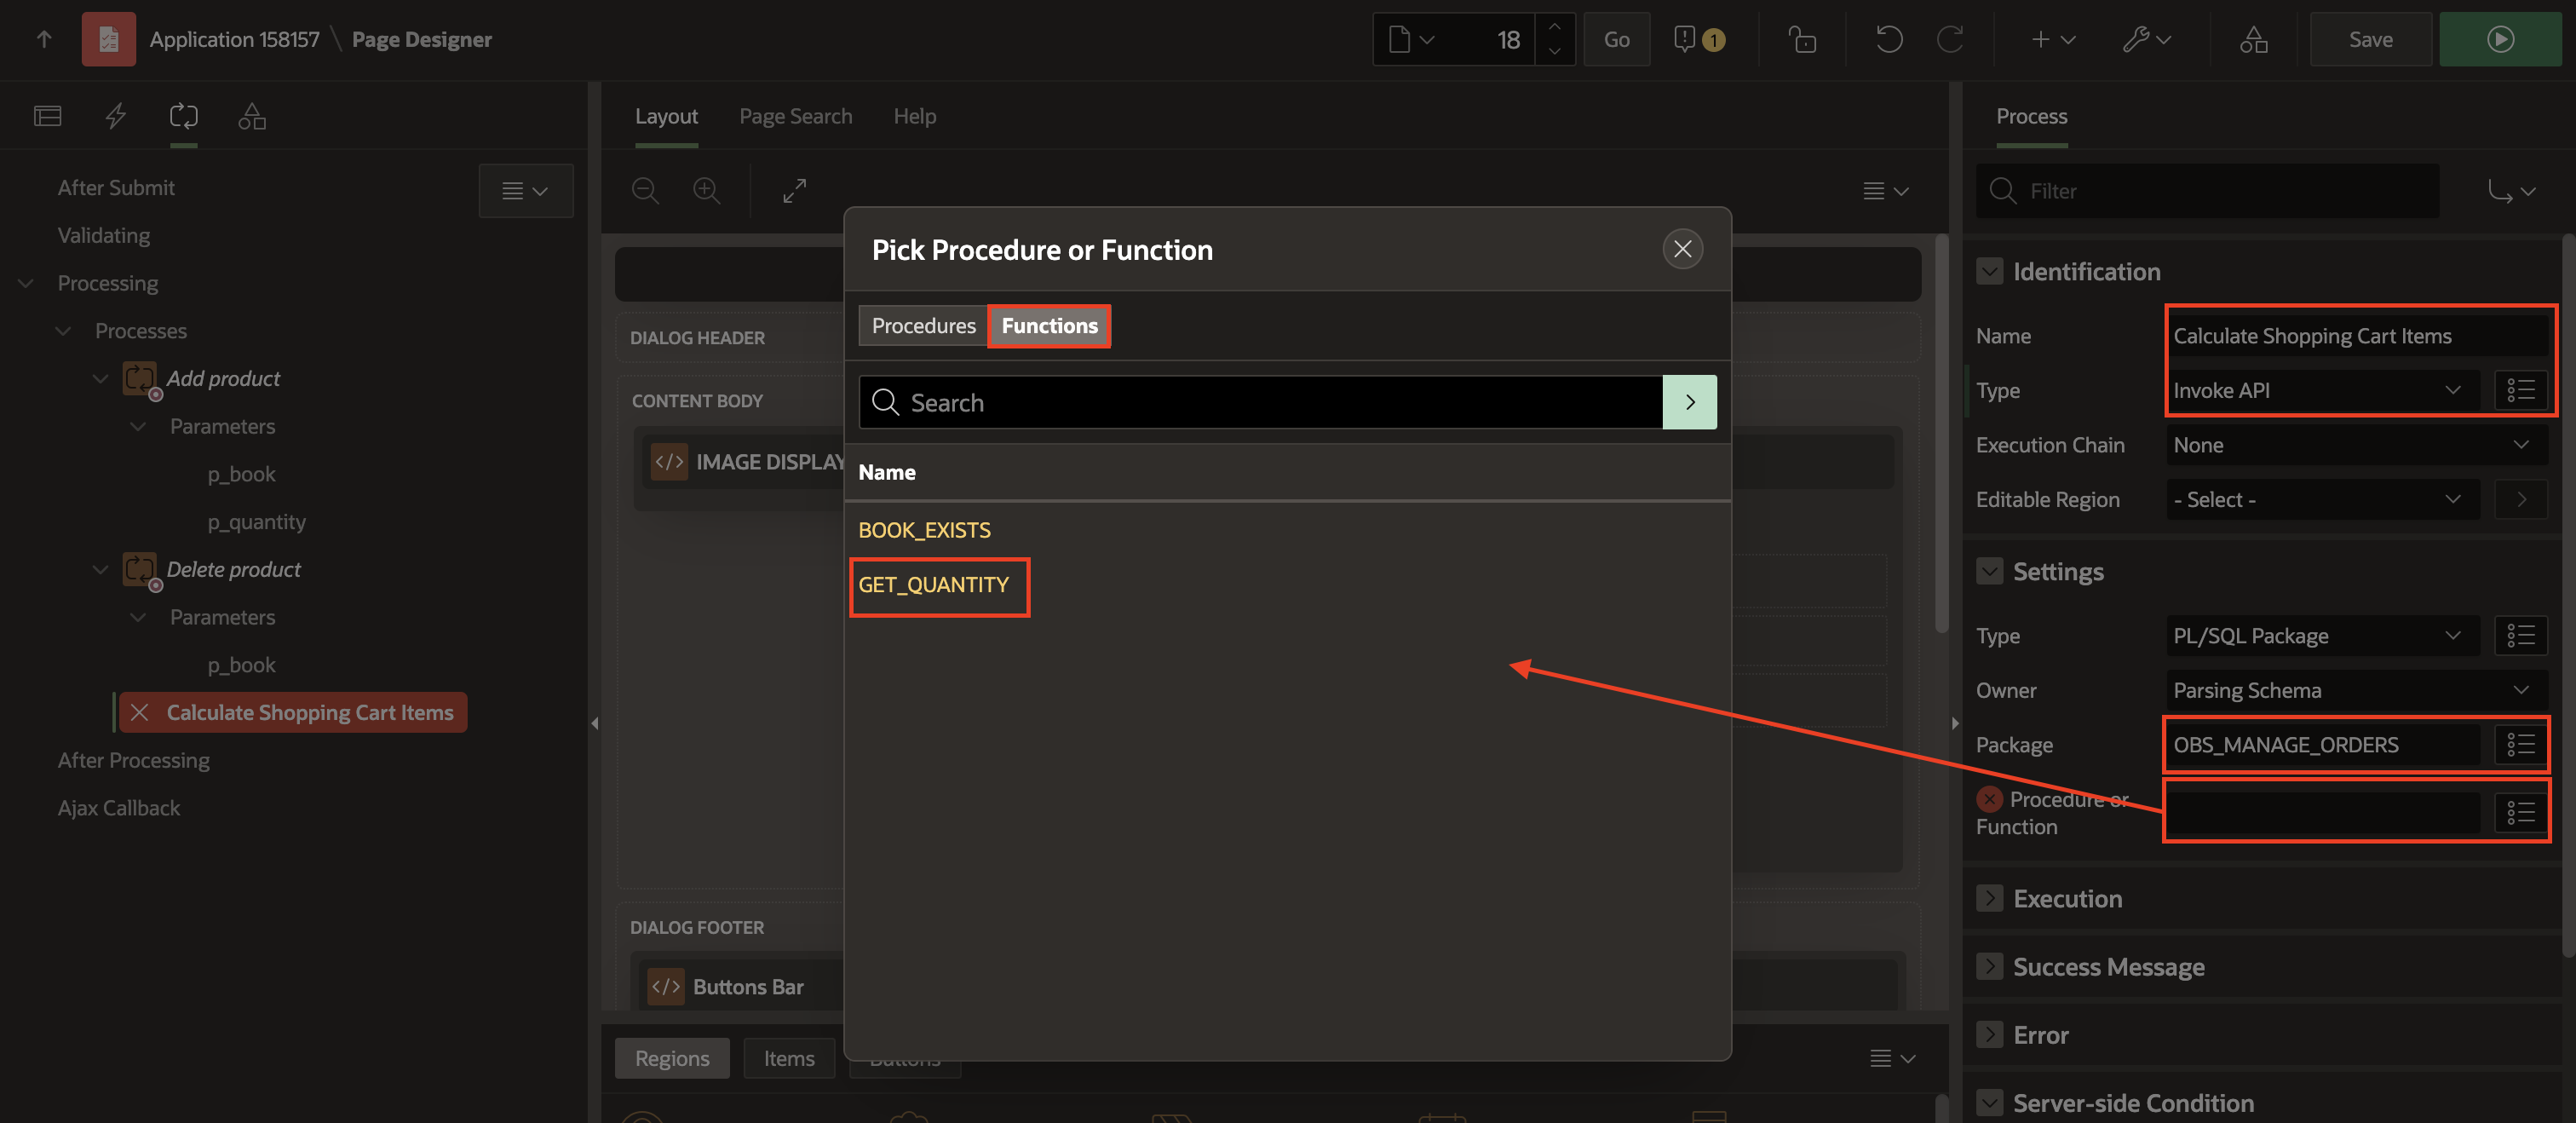 Application 158157 \ Page Designer
18
Go
1
Save
Layout
Page Search
Help
Process
After Submit
Validating
Processing
Processes
Add product
Parameters
p_book
p_quantity
Delete product
Parameters
p_book
Calculate Shopping Cart Items
After Processing
Ajax Callback
DIALOG HEADER
CONTENT BODY
IMAGE DISPLAY
DIALOG FOOTER
Buttons Bar
Regions
Items
Buttons
Pick Procedure or Function
Procedures
Functions
Search
Name
BOOK_EXISTS
GET_QUANTITY
Filter
Identification
Name
Calculate Shopping Cart Items
Type
Invoke API
Execution Chain
None
Editable Region
- Select -
Settings
Type
PL/SQL Package
Owner
Parsing Schema
Package
OBS_MANAGE_ORDERS
Procedure or
Function
Execution
Success Message
Error
Server-side Condition